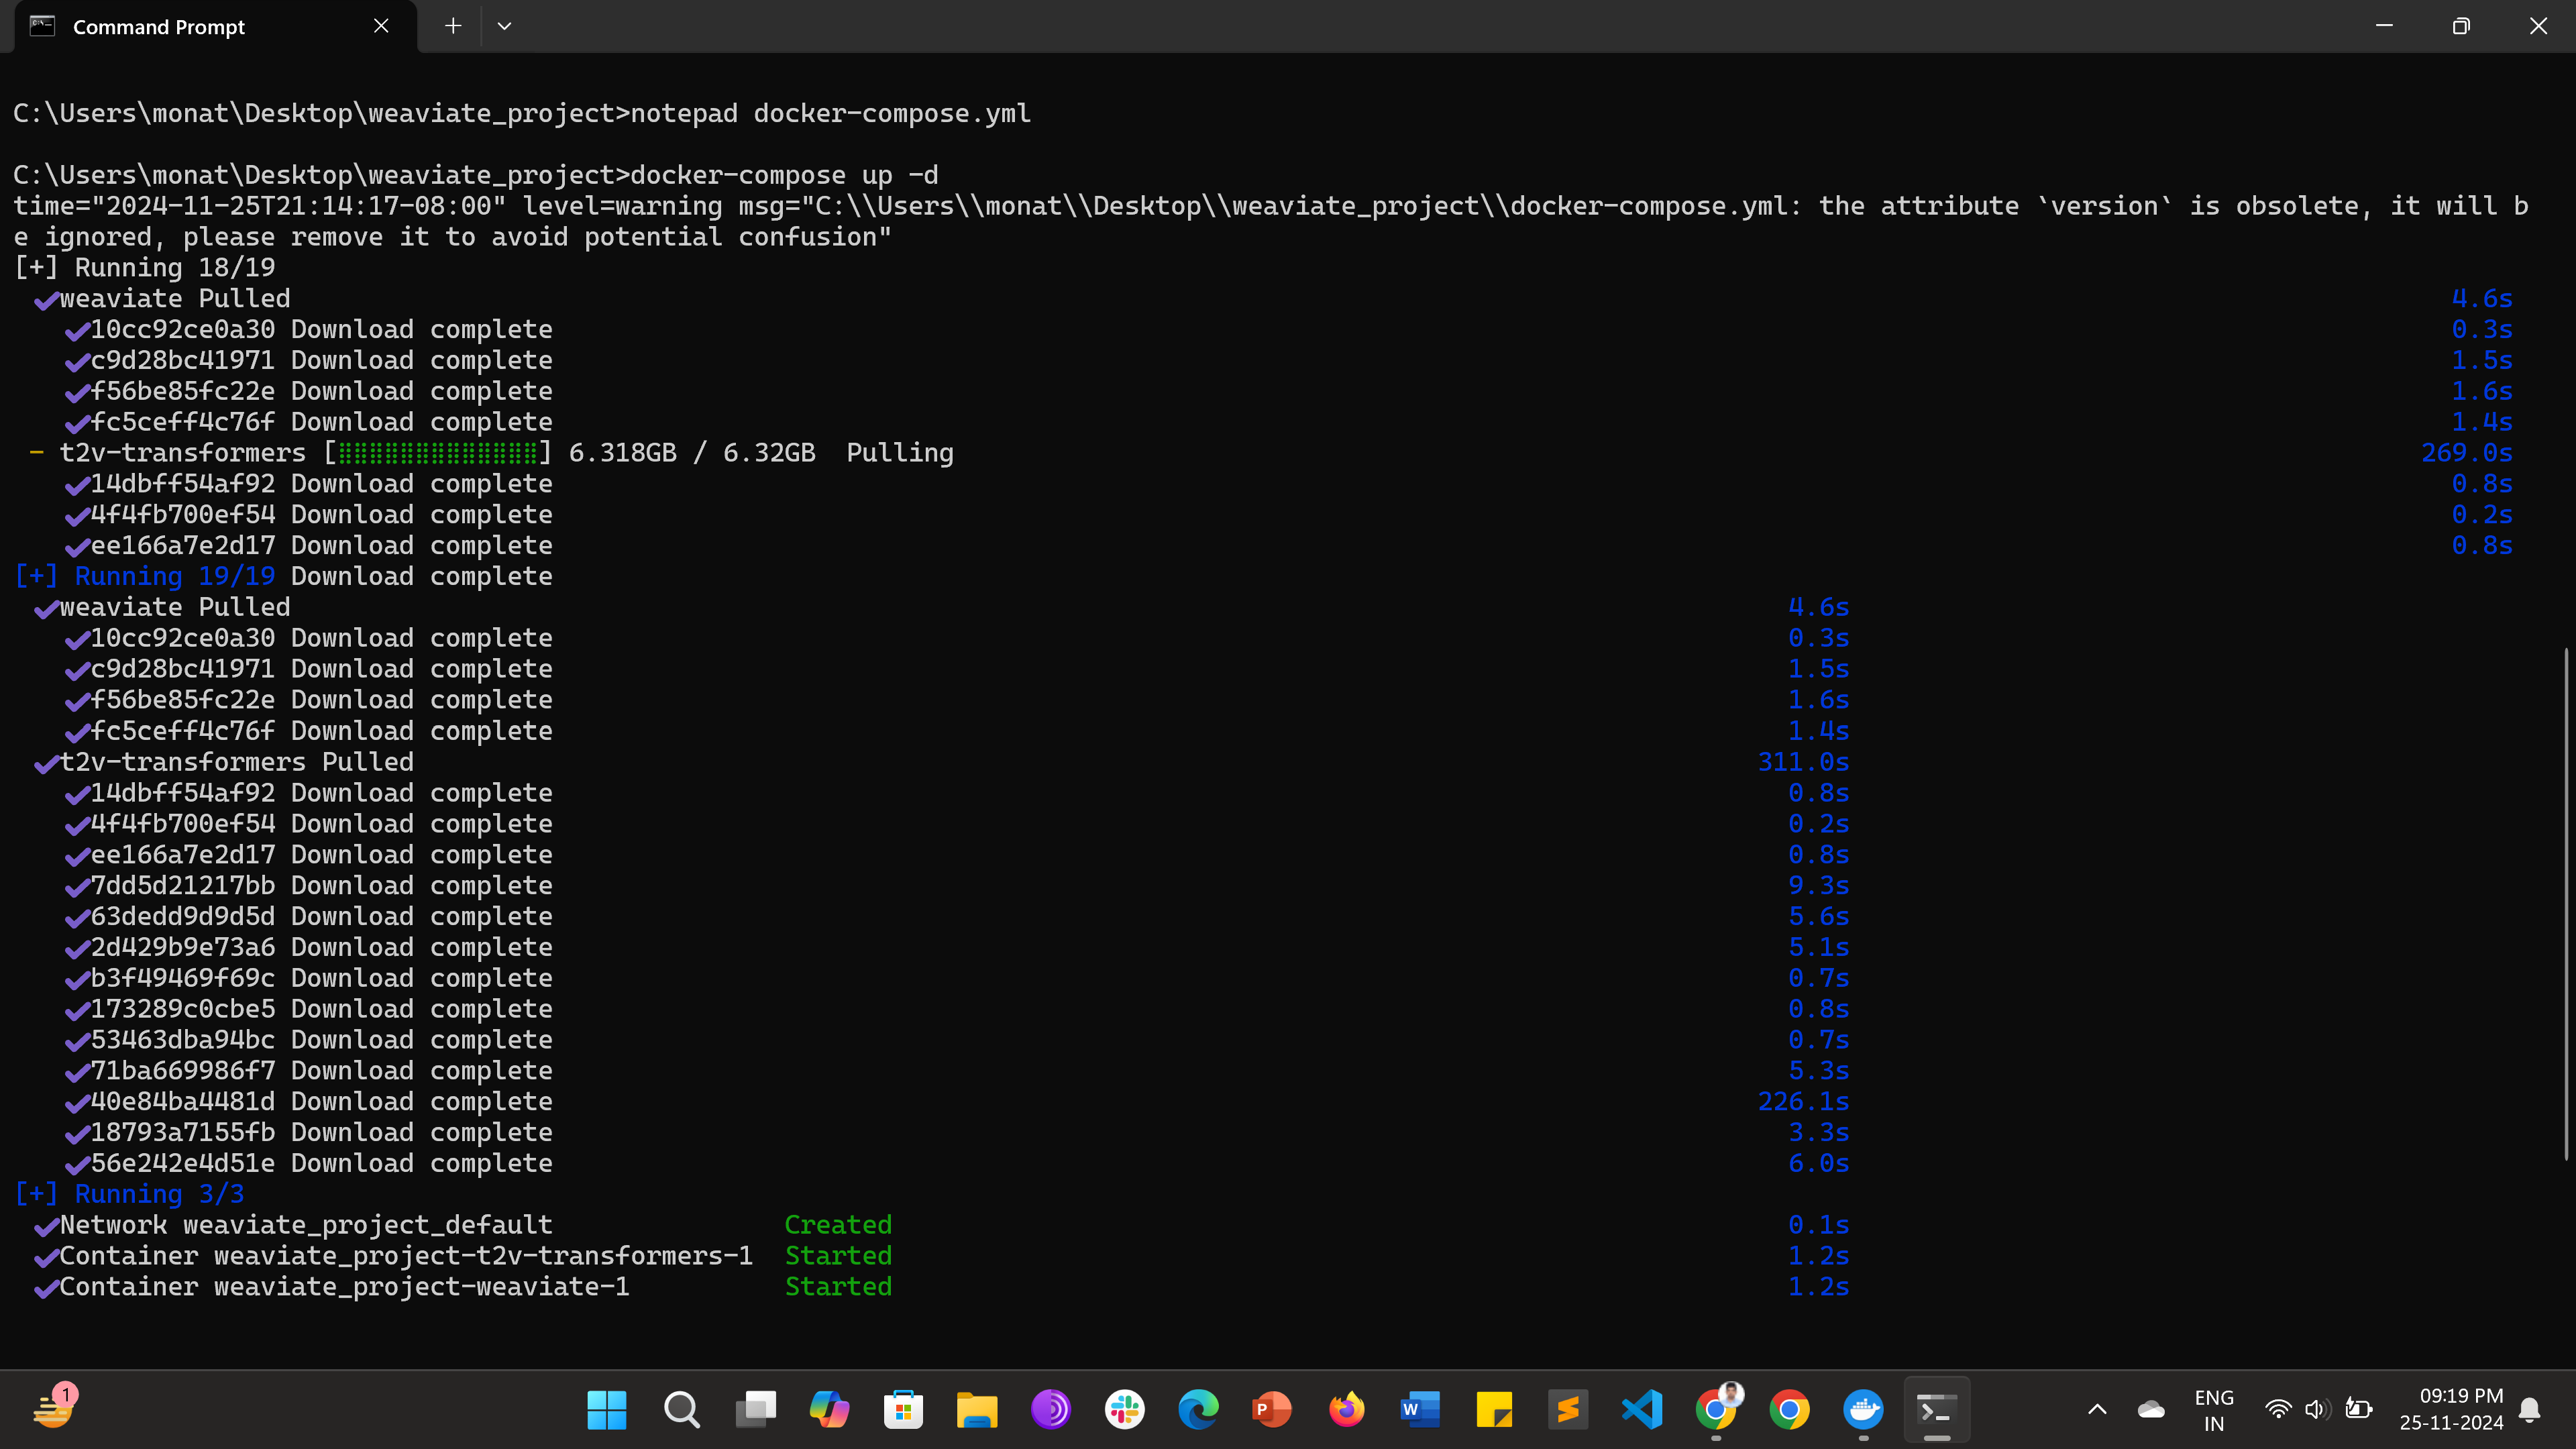 Command Prompt
C:\Users\monat\Desktop\weaviate_project>notepad docker-compose.yml
C:\Users\monat\Desktop\weaviate_project>docker-compose up -d
time="2024-11-25T21:14:17-08:00" level=warning msg="C:\\Users\\monat\\Desktop\\weaviate_project\\docker-compose.yml: the attribute `version` is obsolete, it will b
e ignored, please remove it to avoid potential confusion"
[+] Running 18/19
✔weaviate Pulled 4.6s
✔10cc92ce0a30 Download complete 0.3s
✔c9d28bc41971 Download complete 1.5s
✔f56be85fc22e Download complete 1.6s
✔fc5ceff4c76f Download complete 1.4s
- t2v-transformers [⣿⣿⣿⣿⣿⣿⣿⣿⣿⣿⣿⣿⣿] 6.318GB / 6.32GB Pulling 269.0s
✔14dbff54af92 Download complete 0.8s
✔4f4fb700ef54 Download complete 0.2s
✔ee166a7e2d17 Download complete 0.8s
[+] Running 19/19 Download complete
✔weaviate Pulled 4.6s
✔10cc92ce0a30 Download complete 0.3s
✔c9d28bc41971 Download complete 1.5s
✔f56be85fc22e Download complete 1.6s
✔fc5ceff4c76f Download complete 1.4s
✔t2v-transformers Pulled 311.0s
✔14dbff54af92 Download complete 0.8s
✔4f4fb700ef54 Download complete 0.2s
✔ee166a7e2d17 Download complete 0.8s
✔7dd5d21217bb Download complete 9.3s
✔63dedd9d9d5d Download complete 5.6s
✔2d429b9e73a6 Download complete 5.1s
✔b3f49469f69c Download complete 0.7s
✔173289c0cbe5 Download complete 0.8s
✔53463dba94bc Download complete 0.7s
✔71ba669986f7 Download complete 5.3s
✔40e84ba4481d Download complete 226.1s
✔18793a7155fb Download complete 3.3s
✔56e242e4d51e Download complete 6.0s
[+] Running 3/3
✔Network weaviate_project_default Created 0.1s
✔Container weaviate_project-t2v-transformers-1 Started 1.2s
✔Container weaviate_project-weaviate-1 Started 1.2s
1
ENG
IN
09:19 PM
25-11-2024